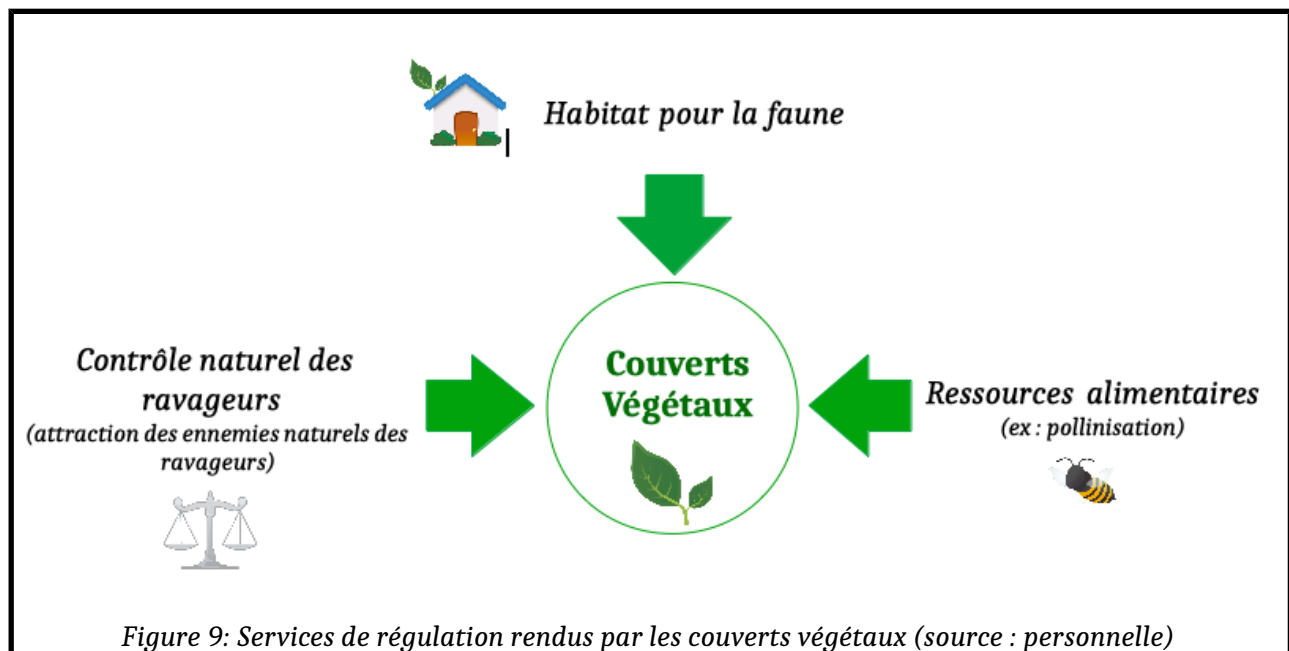 Habitat pour la faune
Contrôle naturel des
ravageurs
(attraction des ennemies naturels des
ravageurs)
Couverts
Végétaux
Ressources alimentaires
(ex : pollinisation)
Figure 9: Services de régulation rendus par les couverts végétaux (source : personnelle)